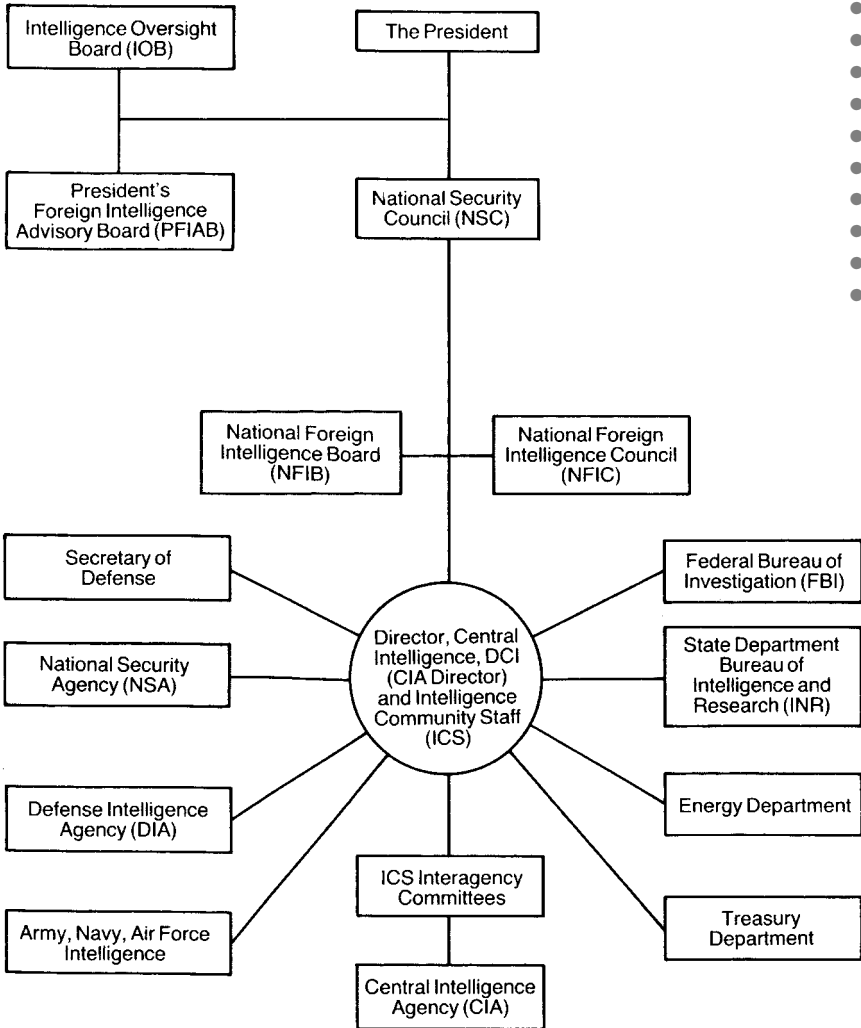 Intelligence Oversight
Board (IOB)
The President
President's
Foreign Intelligence
Advisory Board (PFIAB)
National Security
Council (NSC)
National Foreign
Intelligence Board
(NFIB)
National Foreign
Intelligence Council
(NFIC)
Secretary of
Defense
Federal Bureau of
Investigation (FBI)
Director, Central
Intelligence, DCI
(CIA Director)
and Intelligence
Community Staff
(ICS)
National Security
Agency (NSA)
State Department
Bureau of
Intelligence and
Research (INR)
Defense Intelligence
Agency (DIA)
Energy Department
ICS Interagency
Committees
Army, Navy, Air Force
Intelligence
Treasury
Department
Central Intelligence
Agency (CIA)